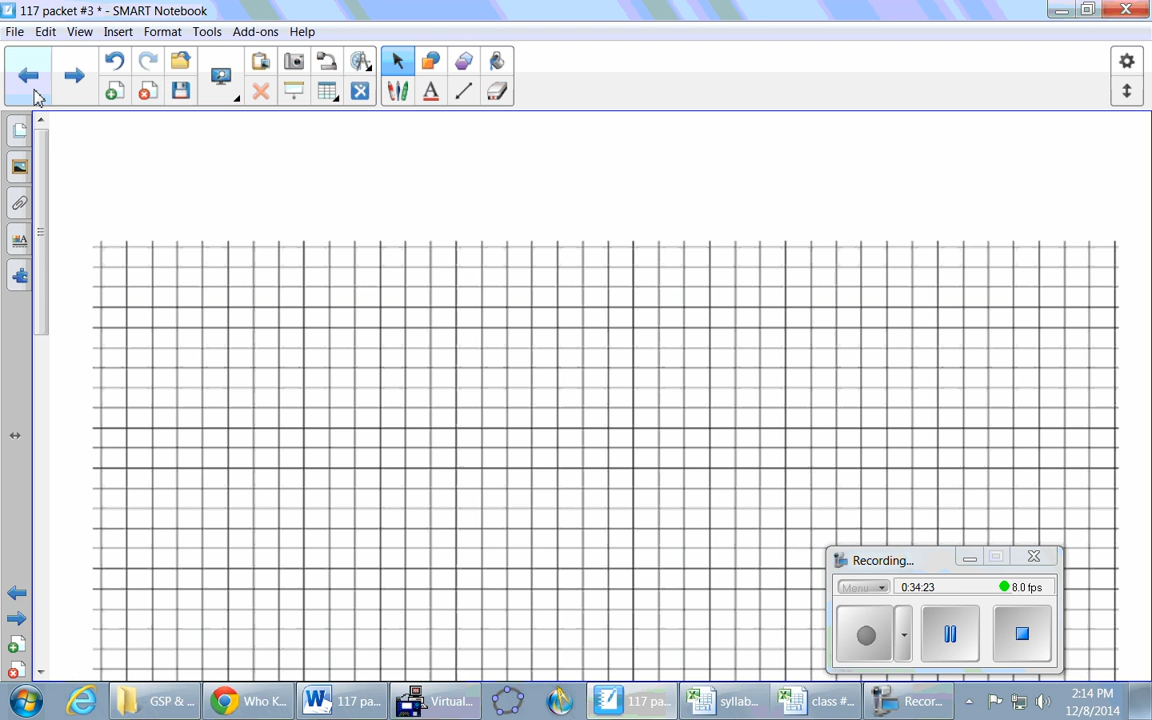 117 packet #3 * - SMART Notebook
File Edit View Insert Format Tools Add-ons Help
Recording...
Menu 0:34:23 8.0 fps
GSP & ... Who K... 117 pa... Virtual... 117 pa... syllab... class #... Recor...
2:14 PM
12/8/2014